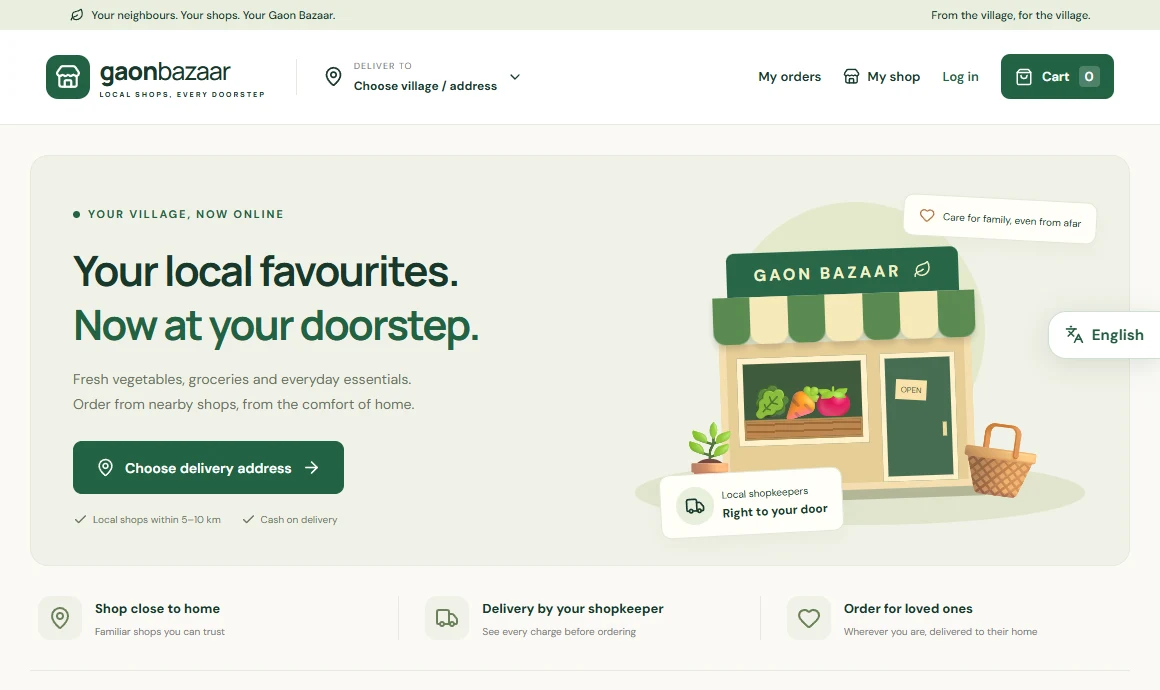 Your neighbours. Your shops. Your Gaon Bazaar.
From the village, for the village.
gaonbazaar
LOCAL SHOPS, EVERY DOORSTEP
DELIVER TO
Choose village / address
My orders
My shop
Log in
Cart 0
YOUR VILLAGE, NOW ONLINE
Your local favourites.
Now at your doorstep.
Fresh vegetables, groceries and everyday essentials.
Order from nearby shops, from the comfort of home.
Choose delivery address
Local shops within 5–10 km
Cash on delivery
Care for family, even from afar
GAON BAZAAR
OPEN
Local shopkeepers
Right to your door
English
Shop close to home
Familiar shops you can trust
Delivery by your shopkeeper
See every charge before ordering
Order for loved ones
Wherever you are, delivered to their home